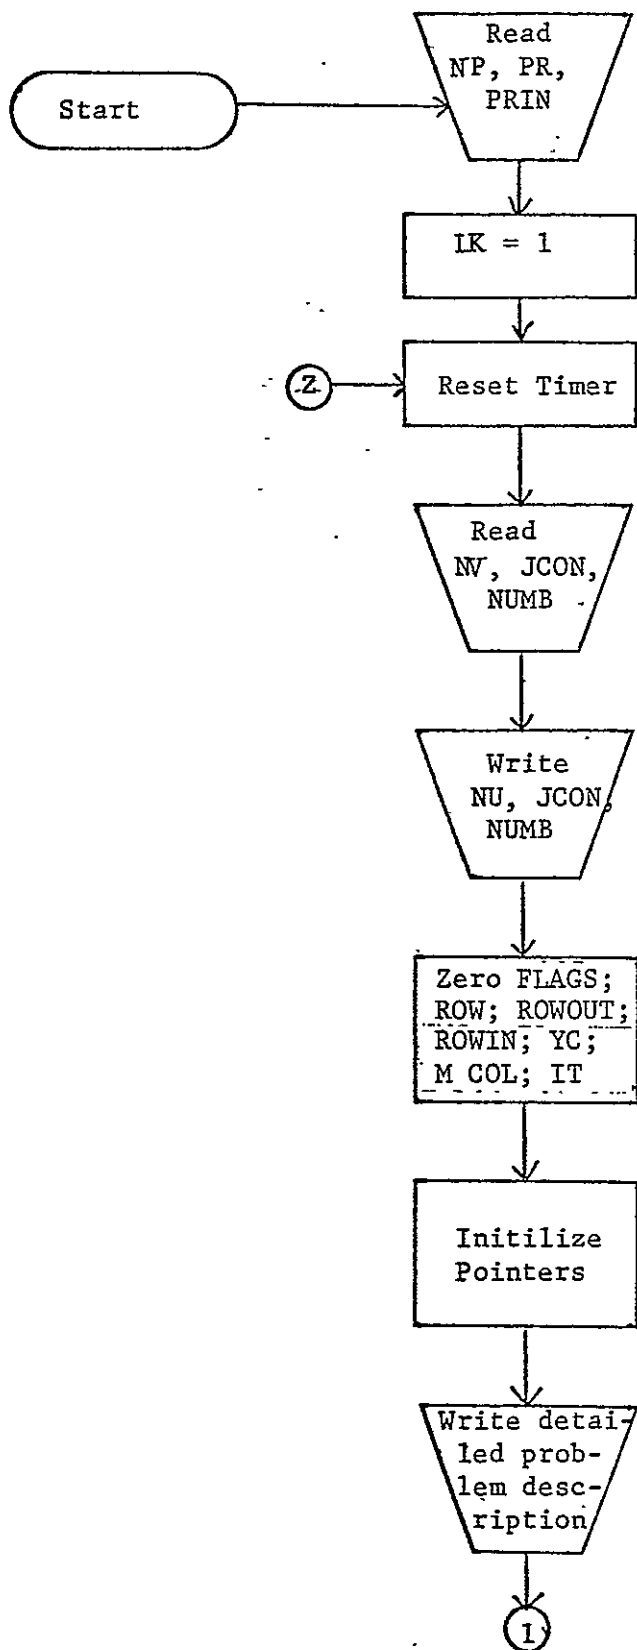 Start
Read
NP, PR,
PRIN
IK = 1
Z
Reset Timer
Read
NV, JCON,
NUMB
Write
NU, JCON,
NUMB
Zero FLAGS;
ROW; ROWOUT;
ROWIN; YC;
M COL; IT
Initilize
Pointers
Write detai-
led prob-
lem desc-
ription
1